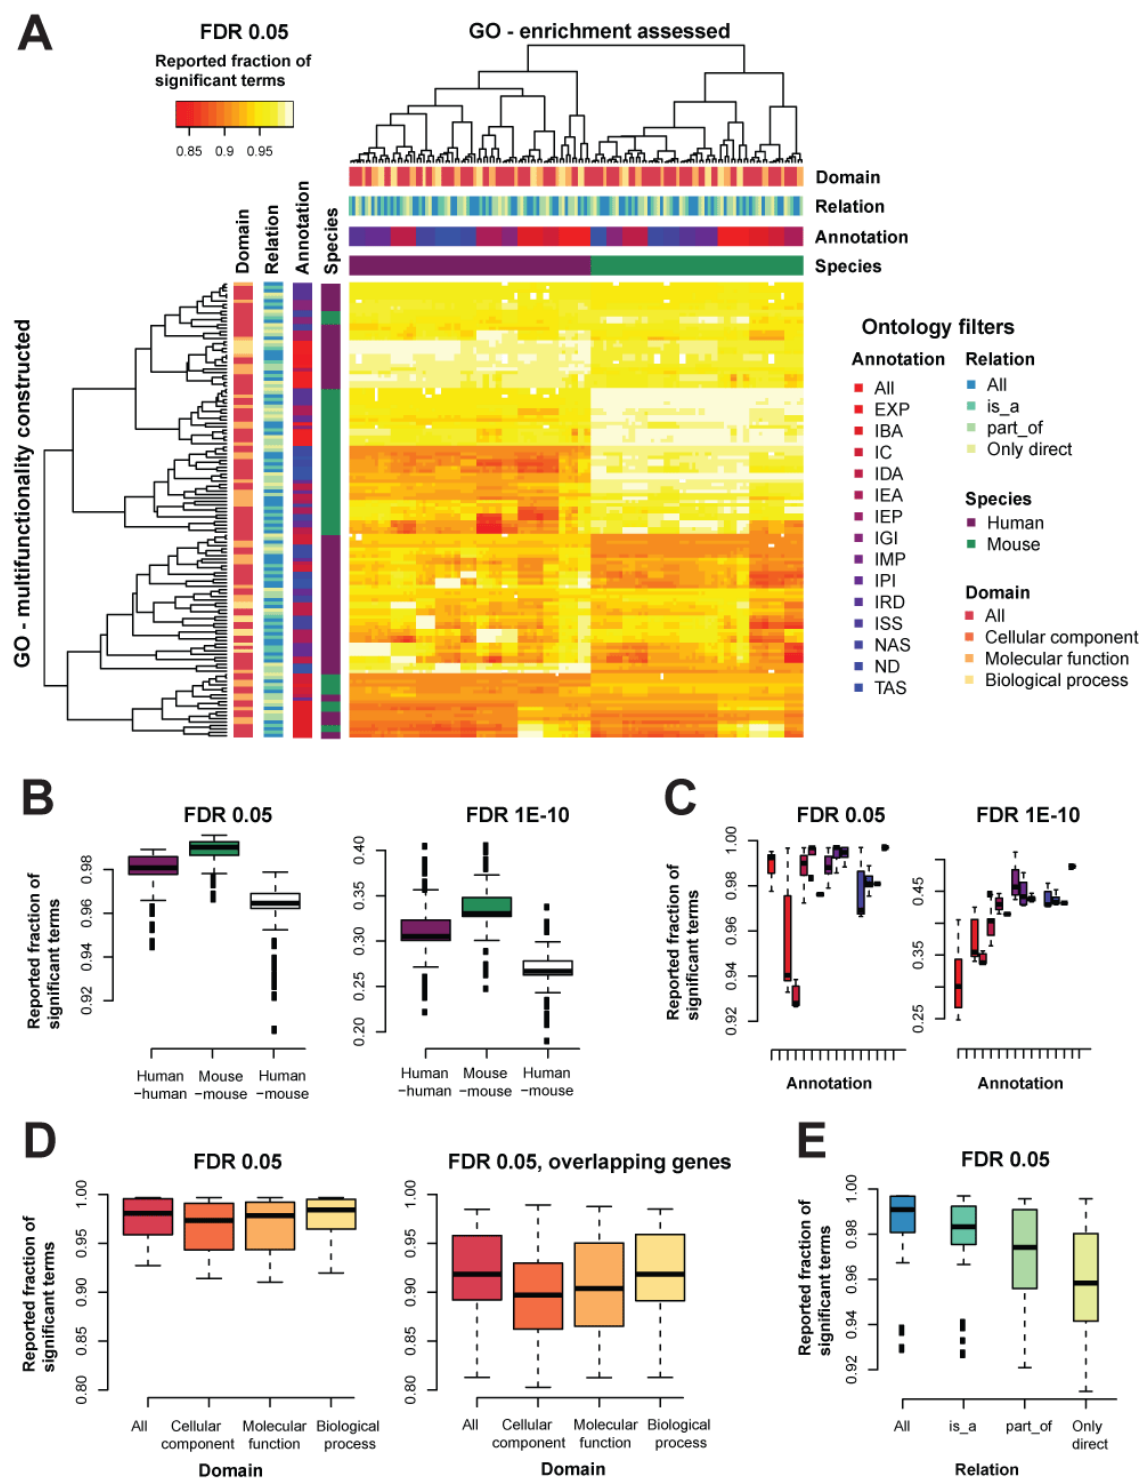 A
FDR 0.05
Reported fraction of
significant terms
0.85 0.9 0.95
GO - enrichment assessed
Domain
Relation
Annotation
Species
Domain
Relation
Annotation
Species
GO - multifunctionality constructed
Ontology filters
Annotation
All
EXP
IBA
IC
IDA
IEA
IEP
IGI
IMP
IPI
IRD
ISS
NAS
ND
TAS
Relation
All
is_a
part_of
Only direct
Species
Human
Mouse
Domain
All
Cellular component
Molecular function
Biological process
B
FDR 0.05
Reported fraction of
significant terms
0.98
0.96
0.94
0.92
Human
−human
Mouse
−mouse
Human
−mouse
FDR 1E-10
0.40
0.35
0.30
0.25
0.20
Human
−human
Mouse
−mouse
Human
−mouse
C
FDR 0.05
Reported fraction of
significant terms
1.00
0.98
0.96
0.94
0.92
Annotation
FDR 1E-10
0.45
0.35
0.25
Annotation
D
FDR 0.05
Reported fraction of
significant terms
1.00
0.95
0.90
0.85
0.80
All
Cellular
component
Molecular
function
Biological
process
Domain
FDR 0.05, overlapping genes
1.00
0.95
0.90
0.85
0.80
All
Cellular
component
Molecular
function
Biological
process
Domain
E
FDR 0.05
Reported fraction of
significant terms
1.00
0.98
0.96
0.94
0.92
All
is_a
part_of
Only
direct
Relation